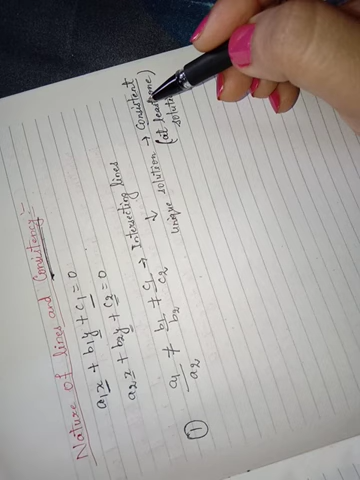 Nature of lines and Consistency:-
a₁x + b₁y + c₁ = 0
a₂x + b₂y + c₂ = 0
① a₁/a₂ ≠ b₁/b₂ ≠ c₁/c₂ → Intersecting lines
↓
unique solution → Consistent
(at least one
solution)